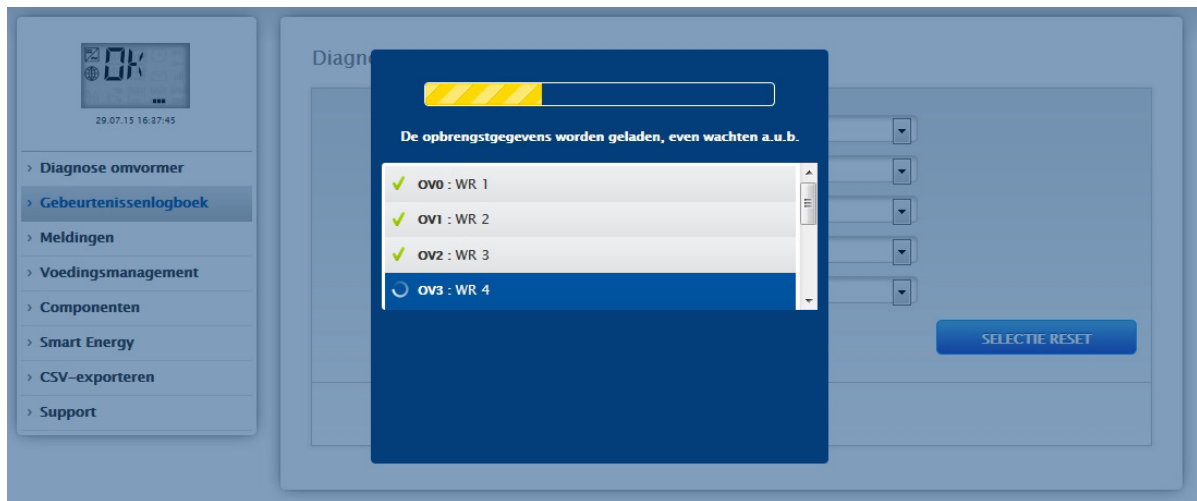 OK
29.07.15 16:37:45
› Diagnose omvormer
› Gebeurtenissenlogboek
› Meldingen
› Voedingsmanagement
› Componenten
› Smart Energy
› CSV-exporteren
› Support
Diagn
De opbrengstgegevens worden geladen, even wachten a.u.b.
OV0 : WR 1
OV1 : WR 2
OV2 : WR 3
OV3 : WR 4
SELECTIE RESET